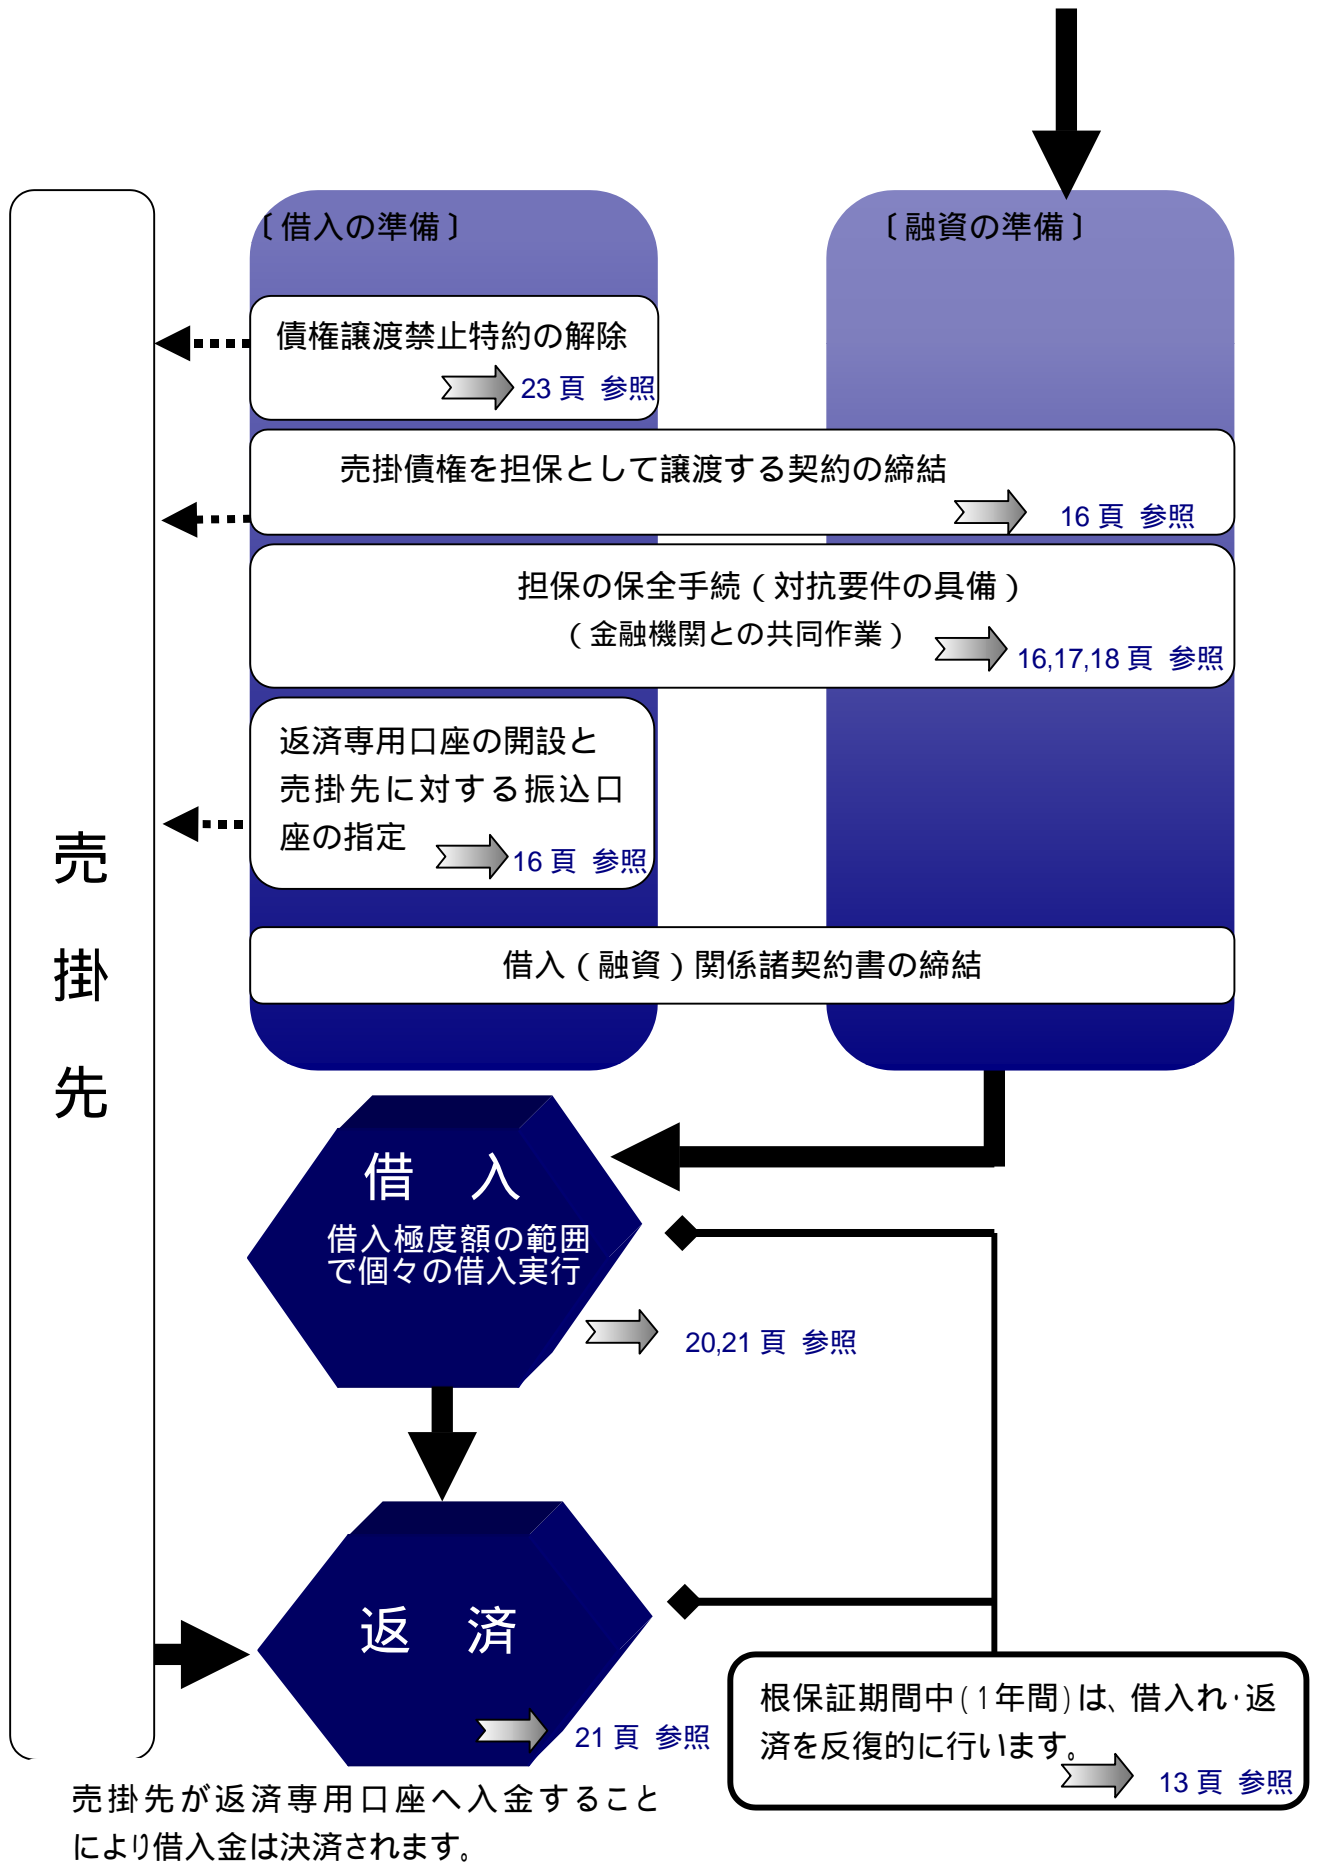 〔 借入の準備 〕
〔 融資の準備 〕
債権譲渡禁止特約の解除
23 頁 参照
売掛債権を担保として譲渡する契約の締結
16 頁 参照
担保の保全手続（対抗要件の具備）
（金融機関との共同作業）
16,17,18 頁 参照
返済専用口座の開設と
売掛先に対する振込口
座の指定
16 頁 参照
借入（融資）関係諸契約書の締結
売
掛
先
借 入
借入極度額の範囲
で個々の借入実行
20,21 頁 参照
返 済
21 頁 参照
根保証期間中(1年間)は、借入れ・返
済を反復的に行います。
13 頁 参照
売掛先が返済専用口座へ入金すること
により借入金は決済されます。